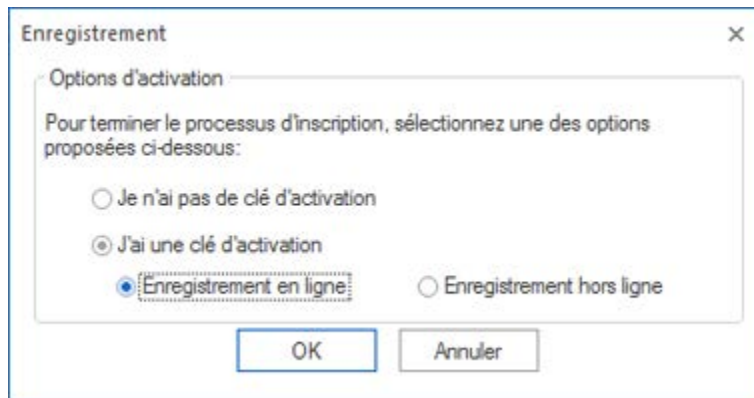 Enregistrement
Options d'activation
Pour terminer le processus d'inscription, sélectionnez une des options
proposées ci-dessous:
Je n'ai pas de clé d'activation
J'ai une clé d'activation
Enregistrement en ligne Enregistrement hors ligne
OK Annuler